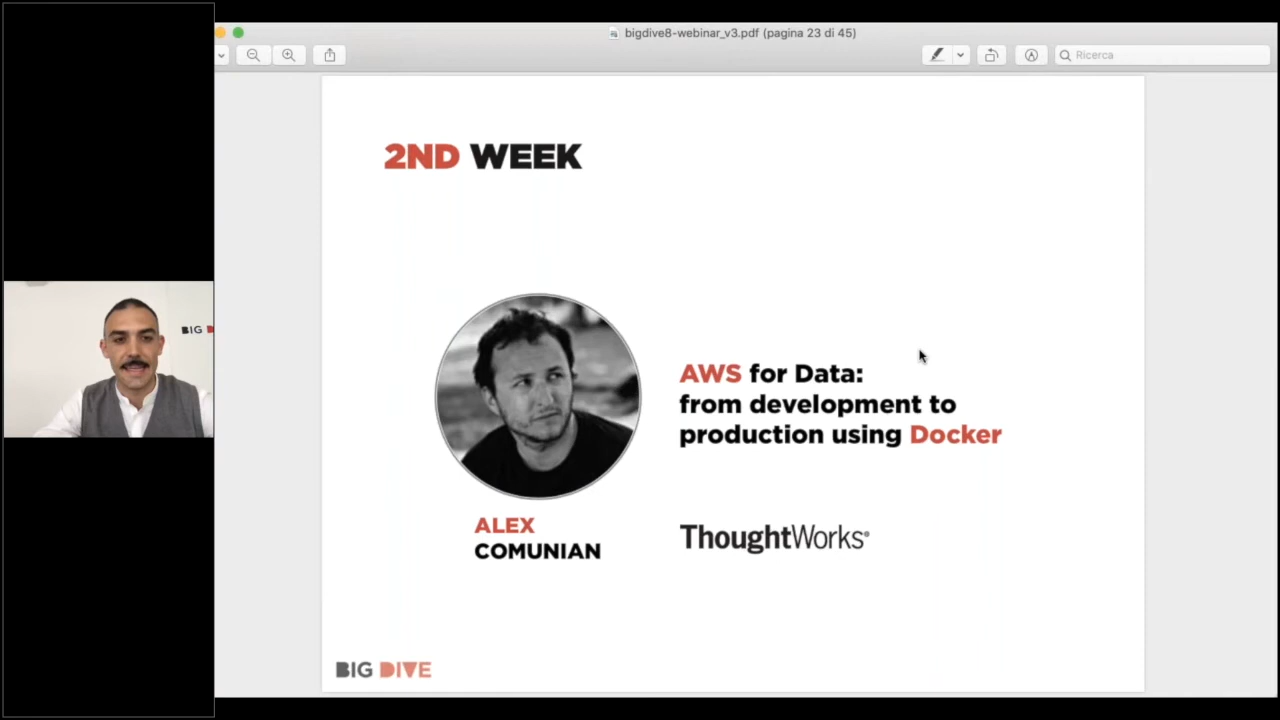 bigdive8-webinar_v3.pdf (pagina 23 di 45)
Ricerca
2ND WEEK
BIG D
AWS for Data:
from development to
production using Docker
ALEX
COMUNIAN
ThoughtWorks®
BIG DIVE